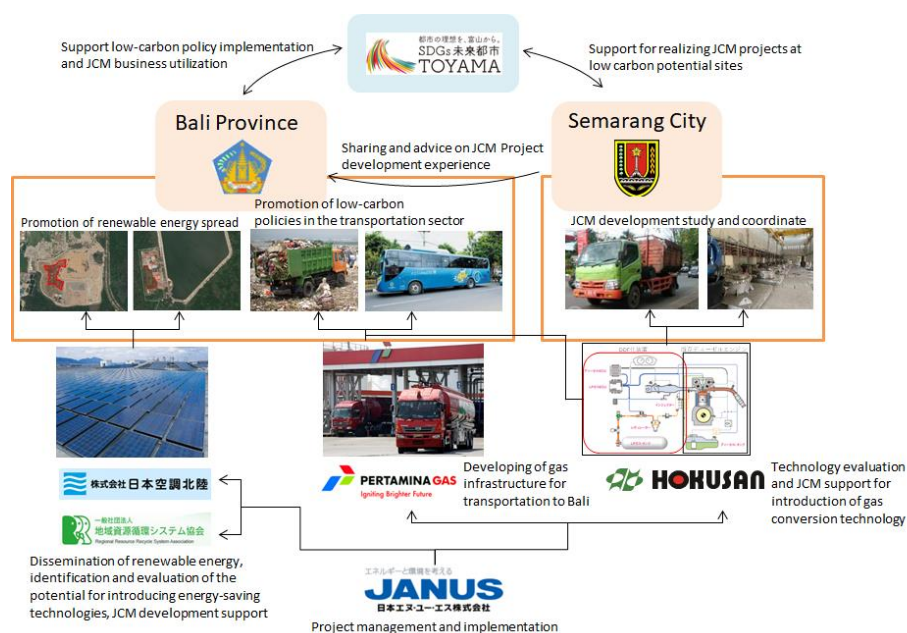 都市の理想を、富山から。
SDGs未来都市
TOYAMA
Support low-carbon policy implementation
and JCM business utilization
Support for realizing JCM projects at
low carbon potential sites
Bali Province
Semarang City
Sharing and advice on JCM Project
development experience
Promotion of renewable energy spread
Promotion of low-carbon
policies in the transportation sector
JCM development study and coordinate
株式会社日本空調北陸
一般社団法人
地域資源循環システム協会
Regional Resource Recycle System Association
PERTAMINA GAS
Igniting Brighter Future
Developing of gas
infrastructure for
transportation to Bali
HOKUSAN
Technology evaluation
and JCM support for
introduction of gas
conversion technology
Dissemination of renewable energy,
identification and evaluation of the
potential for introducing energy-saving
technologies, JCM development support
エネルギーと環境を考える
JANUS
日本エヌ・ユー・エス株式会社
Project management and implementation